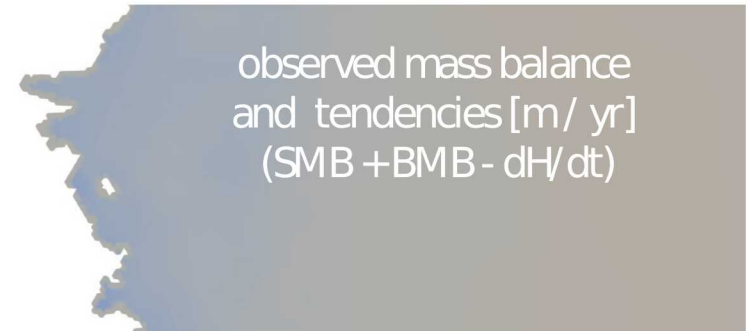 observed mass balance
and tendencies [m / yr]
(SMB + BMB - dH/dt)